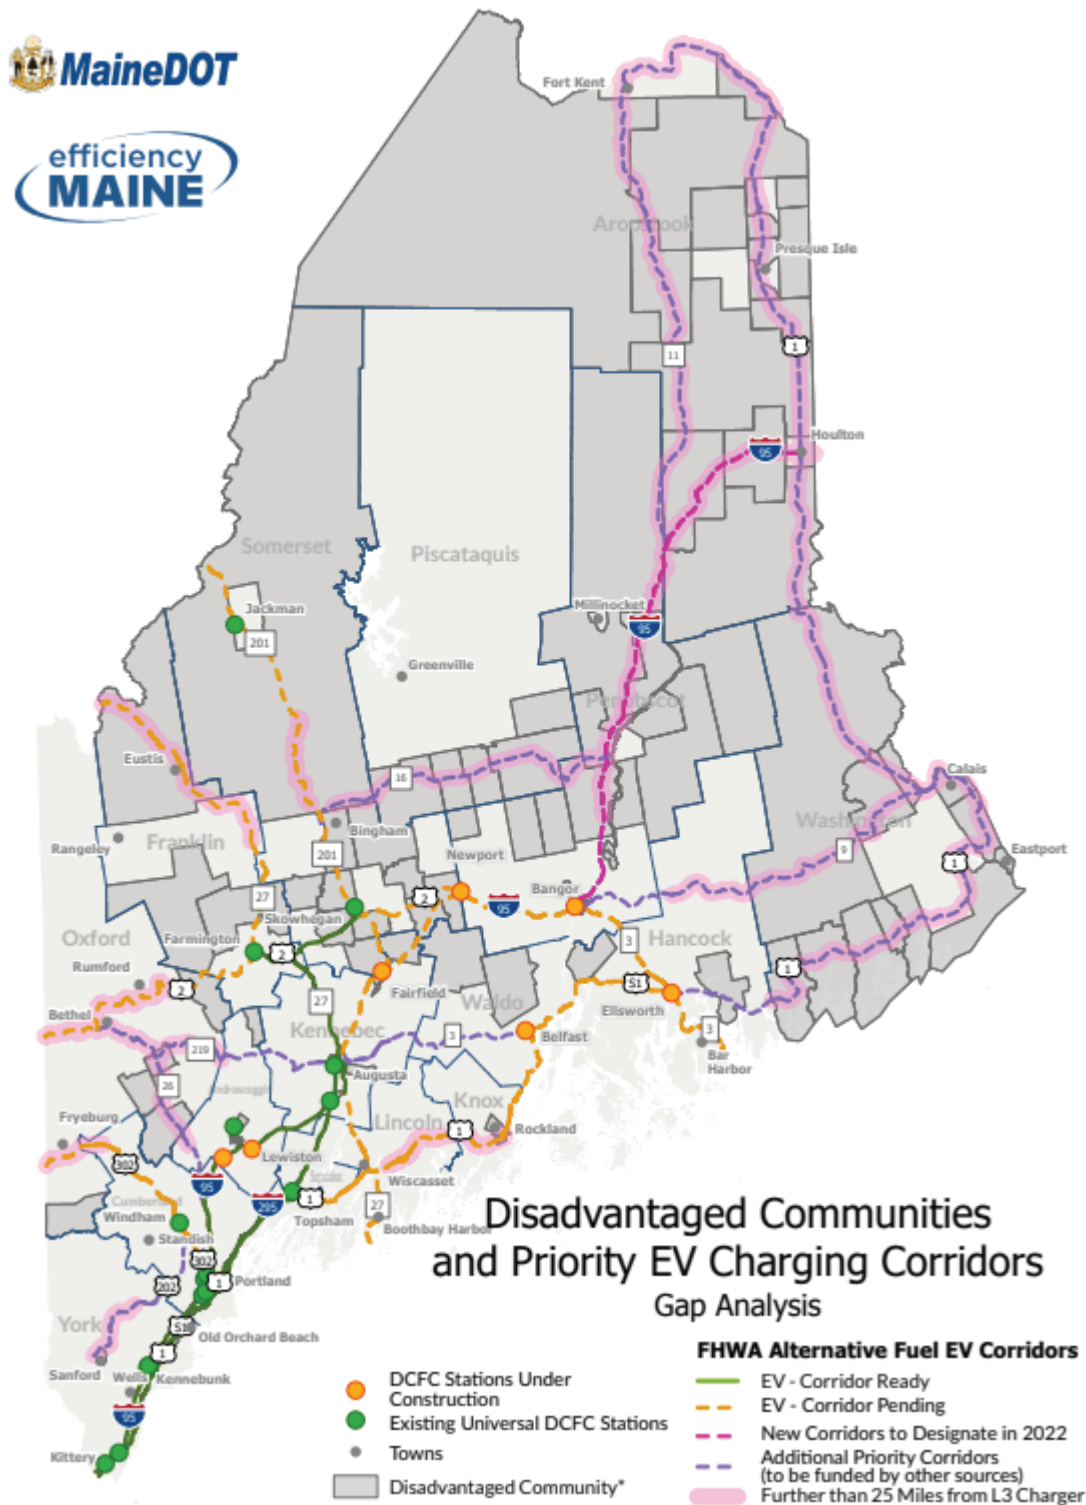 MaineDOT
efficiency
MAINE
Fort Kent
Aroostook
Presque Isle
1
11
Houlton
95
Somerset
Piscataquis
Jackman
201
Millinocket
95
Greenville
Penobscot
Eustis
16
Calais
Washington
Rangeley
Franklin
Bingham
201
Newport
9
1
Eastport
27
2
95
Bangor
Skowhegan
Oxford
Farmington
2
3
Hancock
Rumford
2
Fairfield
Waldo
S1
1
Bethel
27
Kennebec
Ellsworth
219
3
Belfast
3
Bar
Harbor
26
Androscoggin
Augusta
Knox
Fryeburg
Lincoln
1
Rockland
302
Lewiston
95
295
Wiscasset
Cumberland
1
27
Windham
Topsham
Boothbay Harbor
Standish
302
202
1
Portland
York
S1
Old Orchard Beach
1
Sanford
Wells
Kennebunk
95
Kittery
Disadvantaged Communities
and Priority EV Charging Corridors
Gap Analysis
DCFC Stations Under
Construction
Existing Universal DCFC Stations
Towns
Disadvantaged Community*
FHWA Alternative Fuel EV Corridors
EV - Corridor Ready
EV - Corridor Pending
New Corridors to Designate in 2022
Additional Priority Corridors
(to be funded by other sources)
Further than 25 Miles from L3 Charger